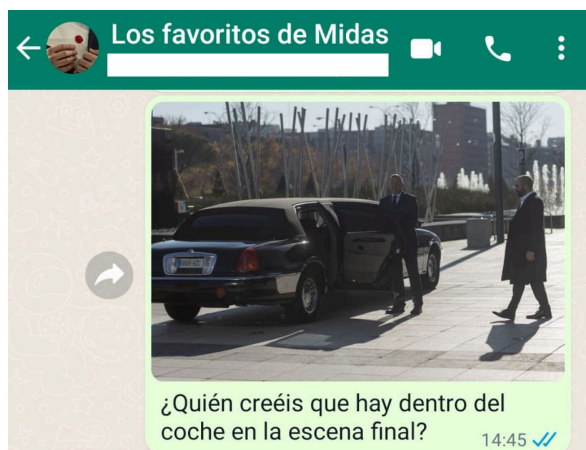 Los favoritos de Midas
¿Quién creéis que hay dentro del
coche en la escena final?
14:45